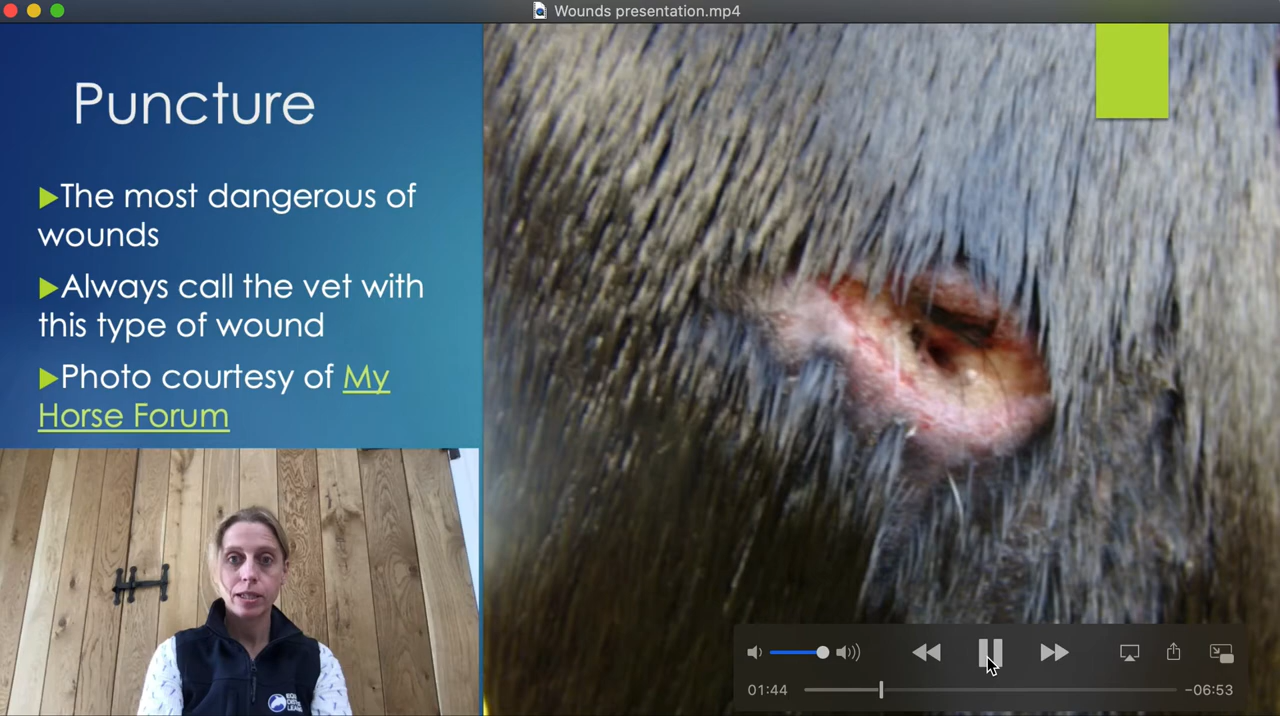 Wounds presentation.mp4
Puncture
The most dangerous of
wounds
Always call the vet with
this type of wound
Photo courtesy of My
Horse Forum
01:44
−06:53